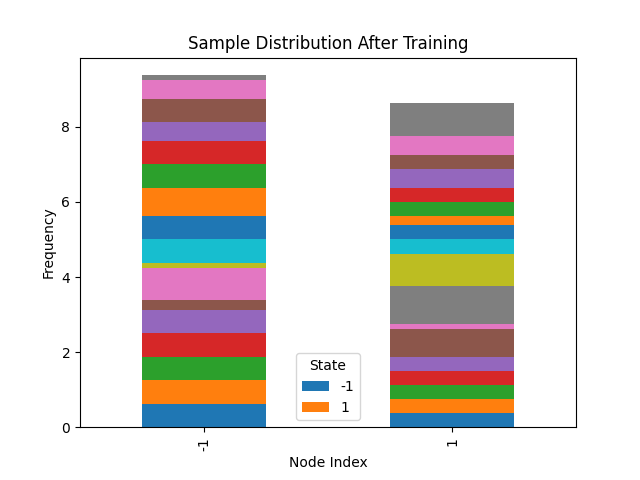 Sample Distribution After Training
Frequency
8
6
4
2
0
State
-1
1
-1
1
Node Index